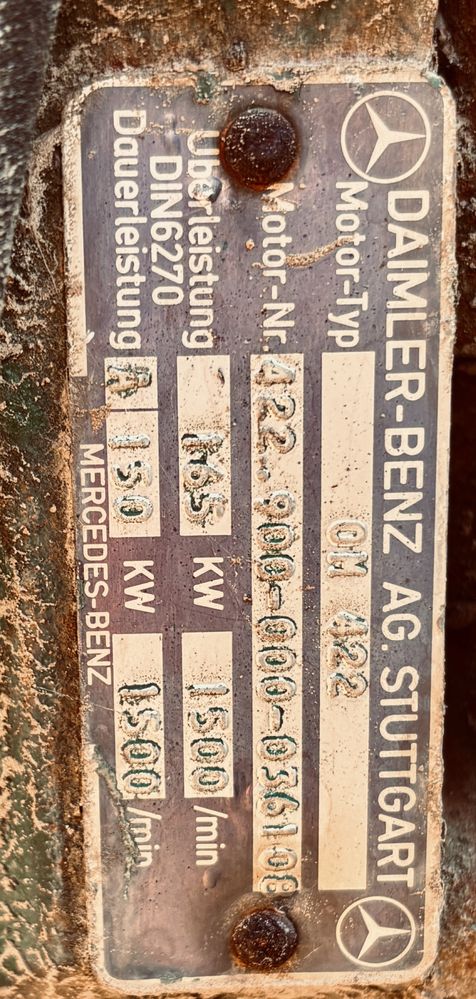 DAIMLER-BENZ AG. STUTTGART
Motor-Typ OM 422
Motor-Nr. 422.900-000-036108
Überleistung 165 KW 1500 /min
DIN6270
Dauerleistung A 150 KW 1500 /min
MERCEDES-BENZ